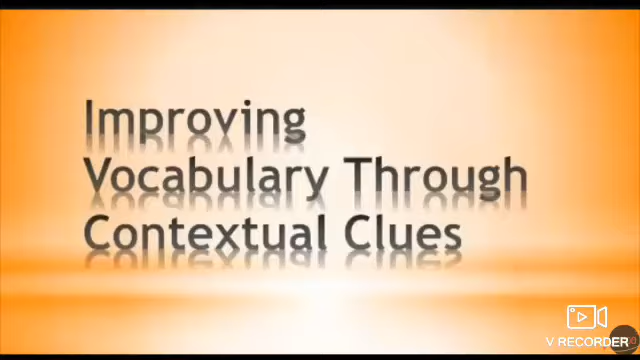 Improving
Vocabulary Through
Contextual Clues
V RECORDER